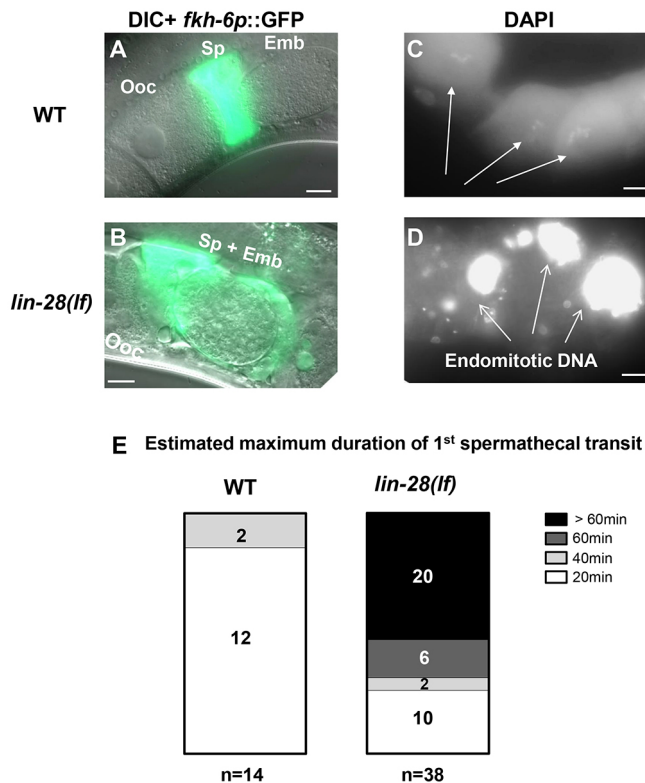 DIC+ fkh-6p::GFP
DAPI
WT
A
Sp
Emb
Ooc
C
lin-28(lf)
B
Sp + Emb
Ooc
D
Endomitotic DNA
E Estimated maximum duration of 1st spermathecal transit
WT
lin-28(lf)
2
12
20
6
2
10
> 60min
60min
40min
20min
n=14
n=38